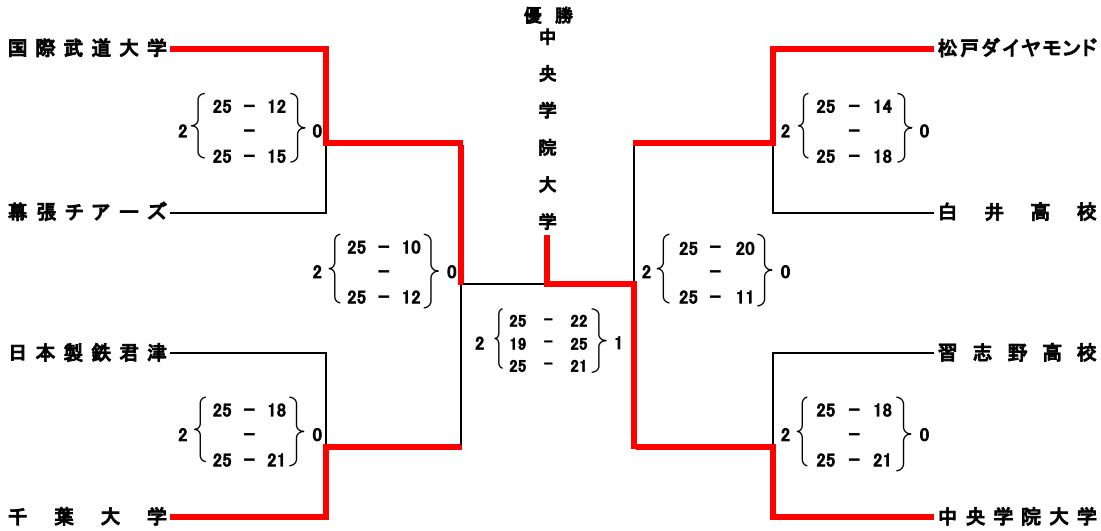 優勝
中央学院大学
国際武道大学
松戸ダイヤモンド
25 - 12
2 - 0
25 - 15
25 - 14
2 - 0
25 - 18
幕張チアーズ
白井高校
25 - 10
2 - 0
25 - 12
25 - 20
2 - 0
25 - 11
25 - 22
2 19 - 25 1
25 - 21
日本製鉄君津
習志野高校
25 - 18
2 - 0
25 - 21
25 - 18
2 - 0
25 - 21
千葉大学
中央学院大学